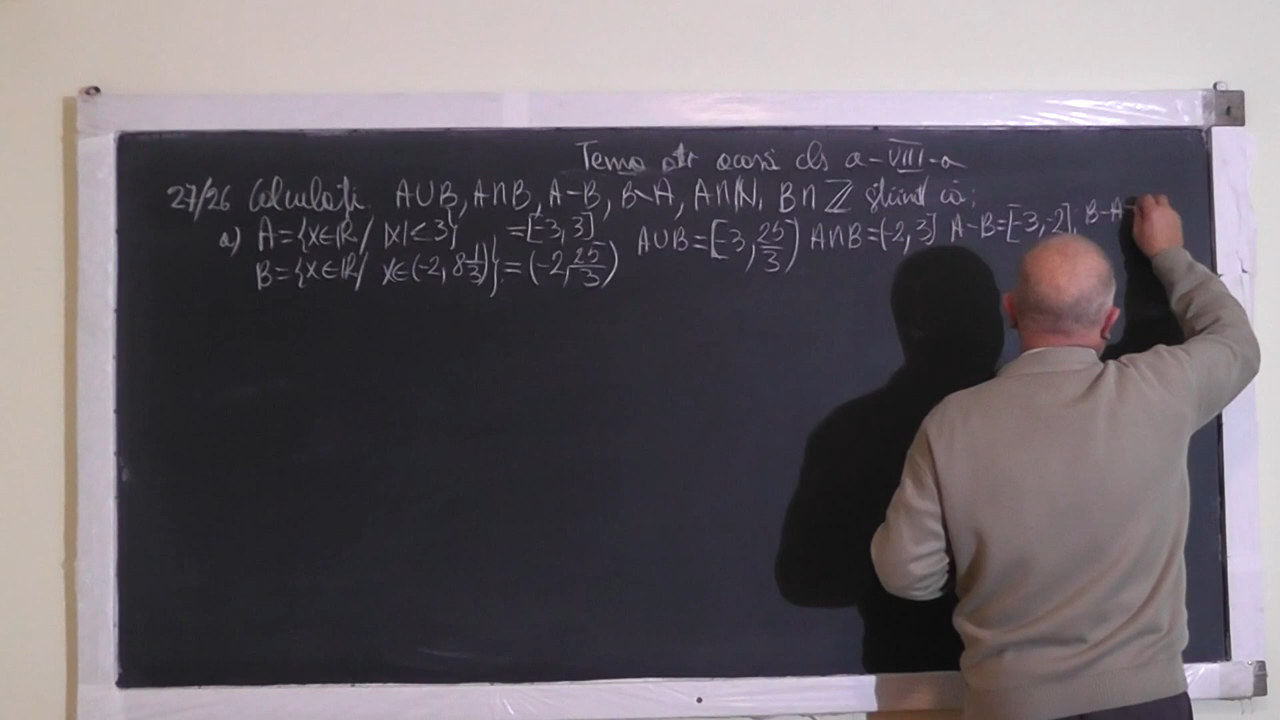 Temă ptr acasă cls a-VIII-a
27/26 Calculați A∪B, A∩B, A-B, B-A, A∩ℕ, B∩ℤ știind că:
a) A={x∈ℝ/ |x|≤3} =[-3,3] A∪B=[-3,25/3) A∩B=(-2,3] A-B=[-3,-2]; B-A=
B={x∈ℝ/ x∈(-2,8 1/3)}=(-2,25/3)